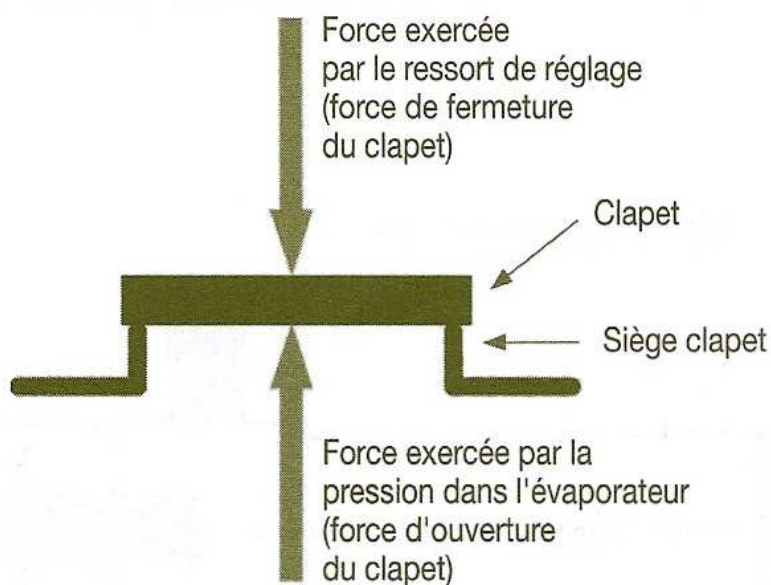 Force exercée
par le ressort de réglage
(force de fermeture
du clapet)
Clapet
Siège clapet
Force exercée par la
pression dans l'évaporateur
(force d'ouverture
du clapet)